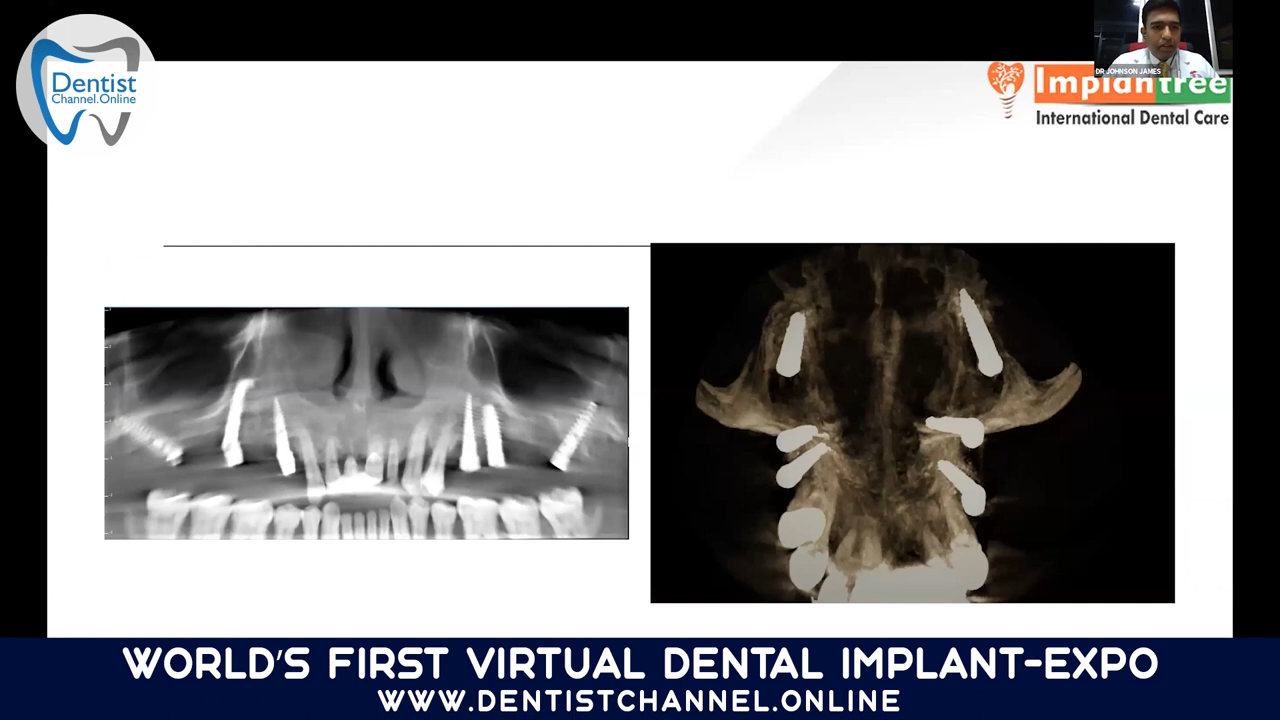 Dentist
Channel.Online
DR JOHNSON JAMES
Implantree
International Dental Care
WORLD'S FIRST VIRTUAL DENTAL IMPLANT-EXPO
WWW.DENTISTCHANNEL.ONLINE